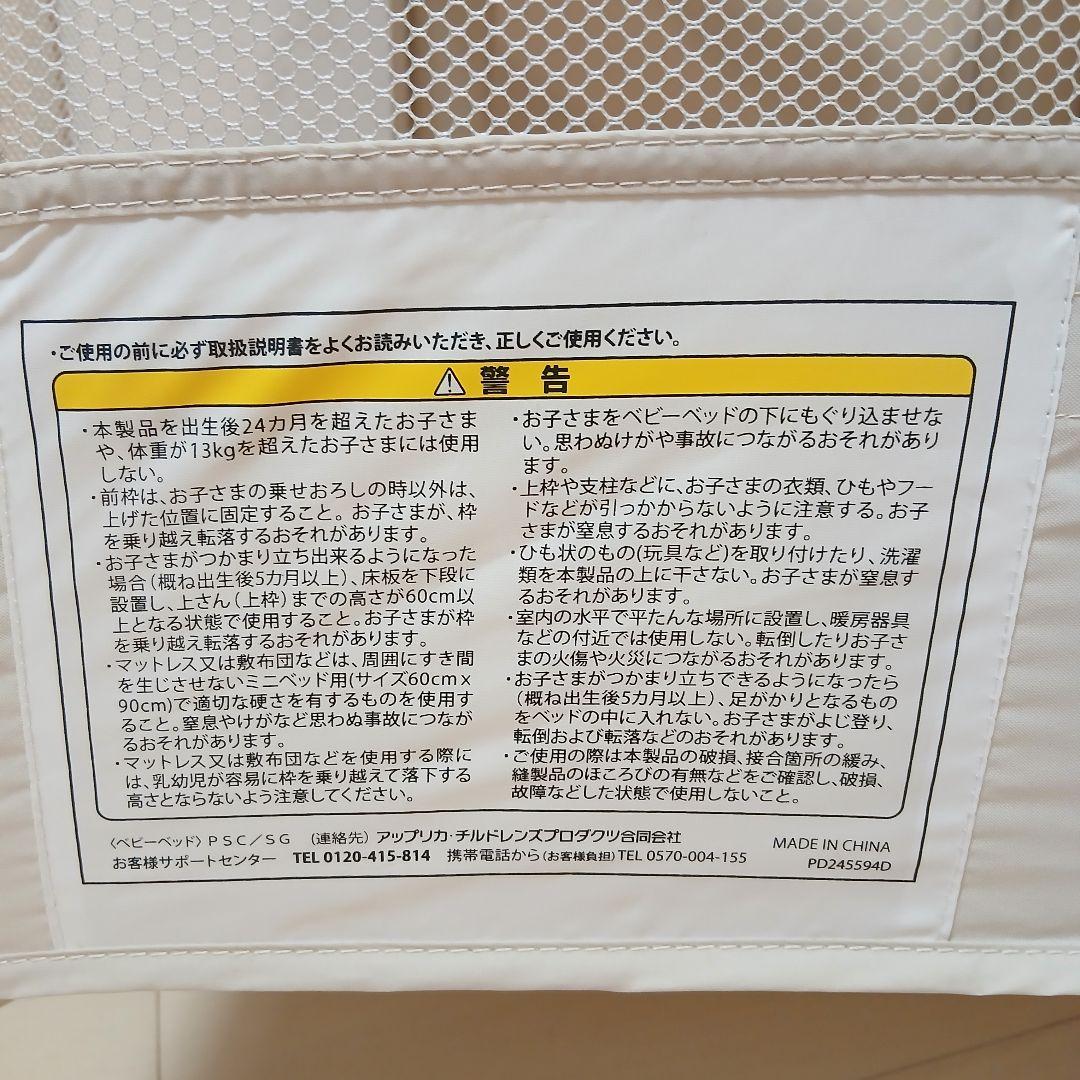 ・ご使用の前に必ず取扱説明書をよくお読みいただき、正しくご使用ください。
警 告
・本製品を出生後24カ月を超えたお子さま
や、体重が13kgを超えたお子さまには使用
しない。
・前枠は、お子さまの乗せおろしの時以外は、
上げた位置に固定すること。お子さまが、枠
を乗り越え転落するおそれがあります。
・お子さまがつかまり立ち出来るようになった
場合（概ね出生後5カ月以上）、床板を下段に
設置し、上さん（上枠）までの高さが60cm以
上となる状態で使用すること。お子さまが枠
を乗り越え転落するおそれがあります。
・マットレス又は敷布団などは、周囲にすき間
を生じさせないミニベッド用(サイズ60cm×
90cm)で適切な硬さを有するものを使用す
ること。窒息やけがなど思わぬ事故につなが
るおそれがあります。
・マットレス又は敷布団などを使用する際に
は、乳幼児が容易に枠を乗り越えて落下する
高さとならないよう注意してください。
・お子さまをベビーベッドの下にもぐり込ませな
い。思わぬけがや事故につながるおそれがあり
ます。
・上枠や支柱などに、お子さまの衣類、ひもやフー
ドなどが引っかからないように注意する。お子
さまが窒息するおそれがあります。
・ひも状のもの(玩具など)を取り付けたり、洗濯
類を本製品の上に干さない。お子さまが窒息す
るおそれがあります。
・室内の水平で平たんな場所に設置し、暖房器具
などの付近では使用しない。転倒したりお子さ
まの火傷や火災につながるおそれがあります。
・お子さまがつかまり立ちできるようになったら
（概ね出生後5カ月以上）、足がかりとなるもの
をベッドの中に入れない。お子さまがよじ登り、
転倒および転落などのおそれがあります。
・ご使用の際は本製品の破損、接合箇所の緩み、
縫製品のほころびの有無などをご確認し、破損、
故障などした状態で使用しないこと。
〈ベビーベッド〉PSC／SG （連絡先）アップリカ・チルドレンズプロダクツ合同会社
お客様サポートセンター TEL 0120-415-814 携帯電話から（お客様負担）TEL 0570-004-155
MADE IN CHINA
PD245594D